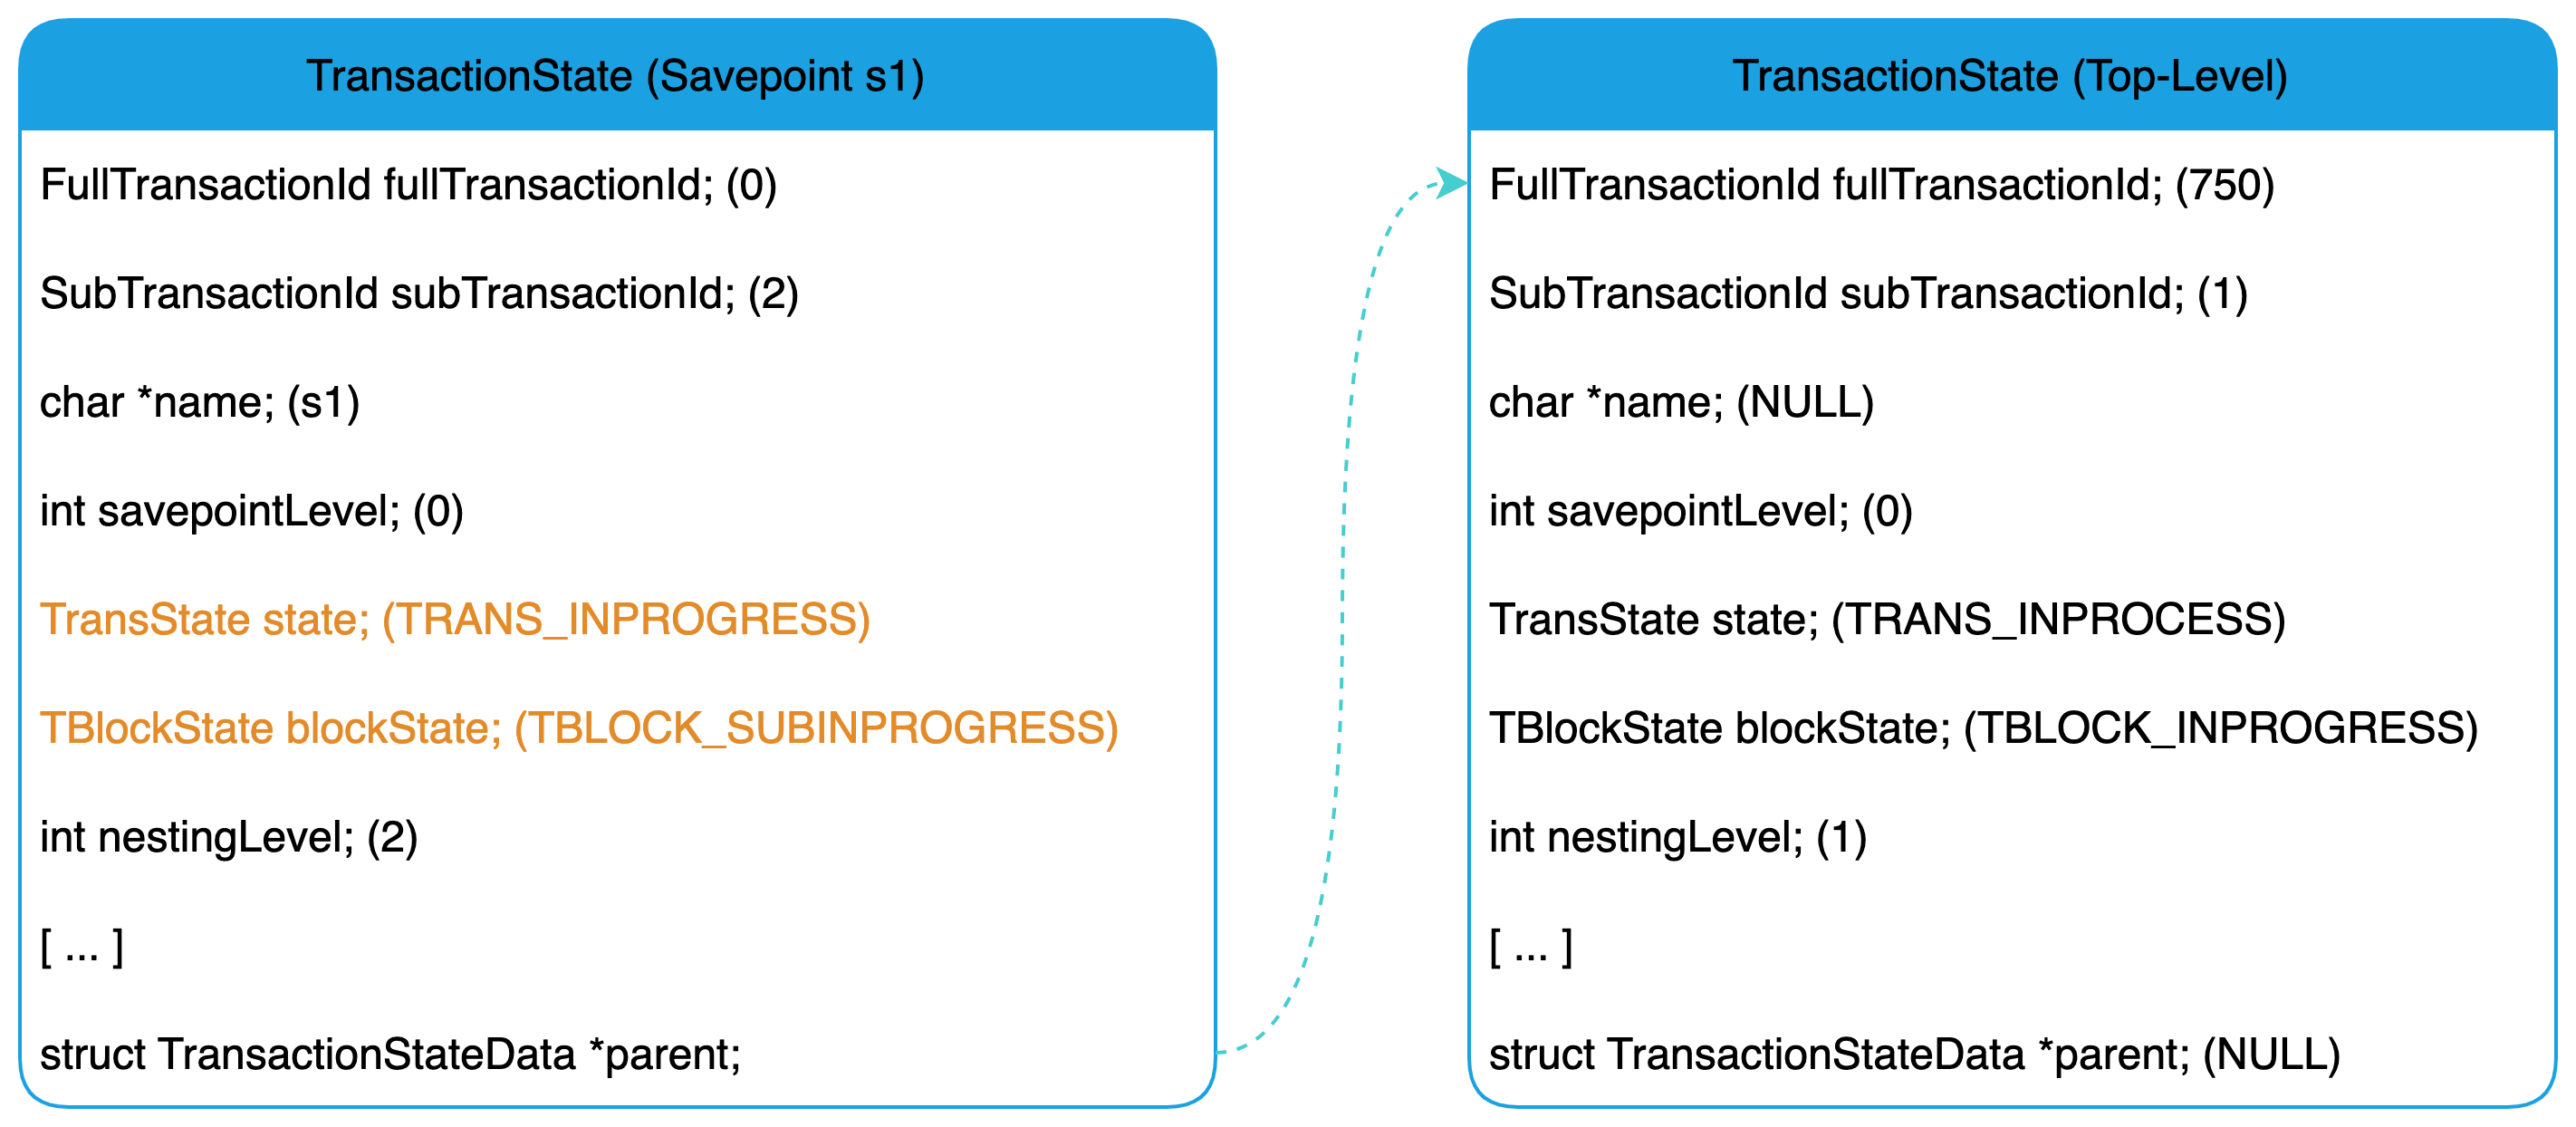 TransactionState (Savepoint s1)
FullTransactionId fullTransactionId; (0)
SubTransactionId subTransactionId; (2)
char *name; (s1)
int savepointLevel; (0)
TransState state; (TRANS_INPROGRESS)
TBlockState blockState; (TBLOCK_SUBINPROGRESS)
int nestingLevel; (2)
[ ... ]
struct TransactionStateData *parent;
TransactionState (Top-Level)
FullTransactionId fullTransactionId; (750)
SubTransactionId subTransactionId; (1)
char *name; (NULL)
int savepointLevel; (0)
TransState state; (TRANS_INPROCESS)
TBlockState blockState; (TBLOCK_INPROGRESS)
int nestingLevel; (1)
[ ... ]
struct TransactionStateData *parent; (NULL)